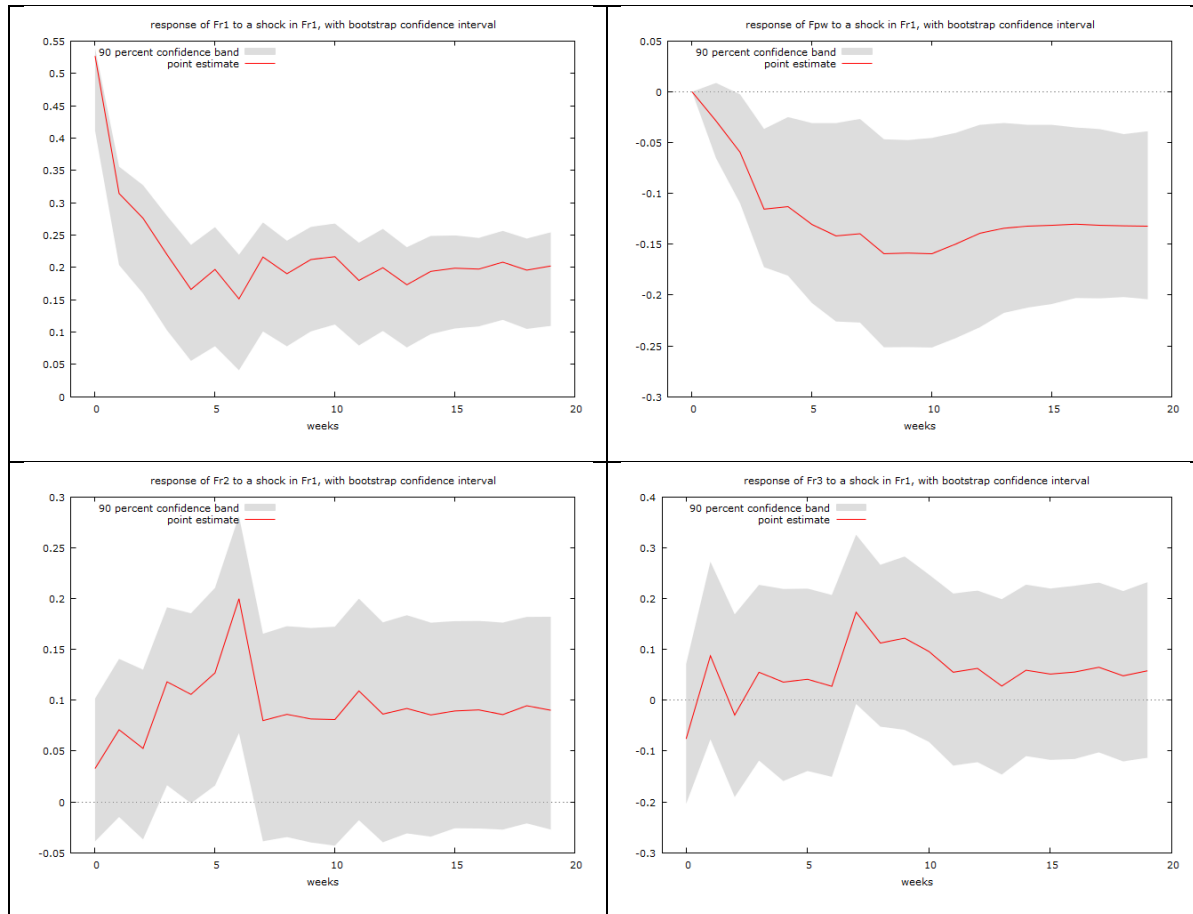 response of Fr1 to a shock in Fr1, with bootstrap confidence interval
90 percent confidence band
point estimate
0.55
0.5
0.45
0.4
0.35
0.3
0.25
0.2
0.15
0.1
0.05
0
0 5 10 15 20
weeks
response of Fpw to a shock in Fr1, with bootstrap confidence interval
90 percent confidence band
point estimate
0.05
0
-0.05
-0.1
-0.15
-0.2
-0.25
-0.3
0 5 10 15 20
weeks
response of Fr2 to a shock in Fr1, with bootstrap confidence interval
90 percent confidence band
point estimate
0.3
0.25
0.2
0.15
0.1
0.05
0
-0.05
0 5 10 15 20
weeks
response of Fr3 to a shock in Fr1, with bootstrap confidence interval
90 percent confidence band
point estimate
0.4
0.3
0.2
0.1
0
-0.1
-0.2
-0.3
0 5 10 15 20
weeks